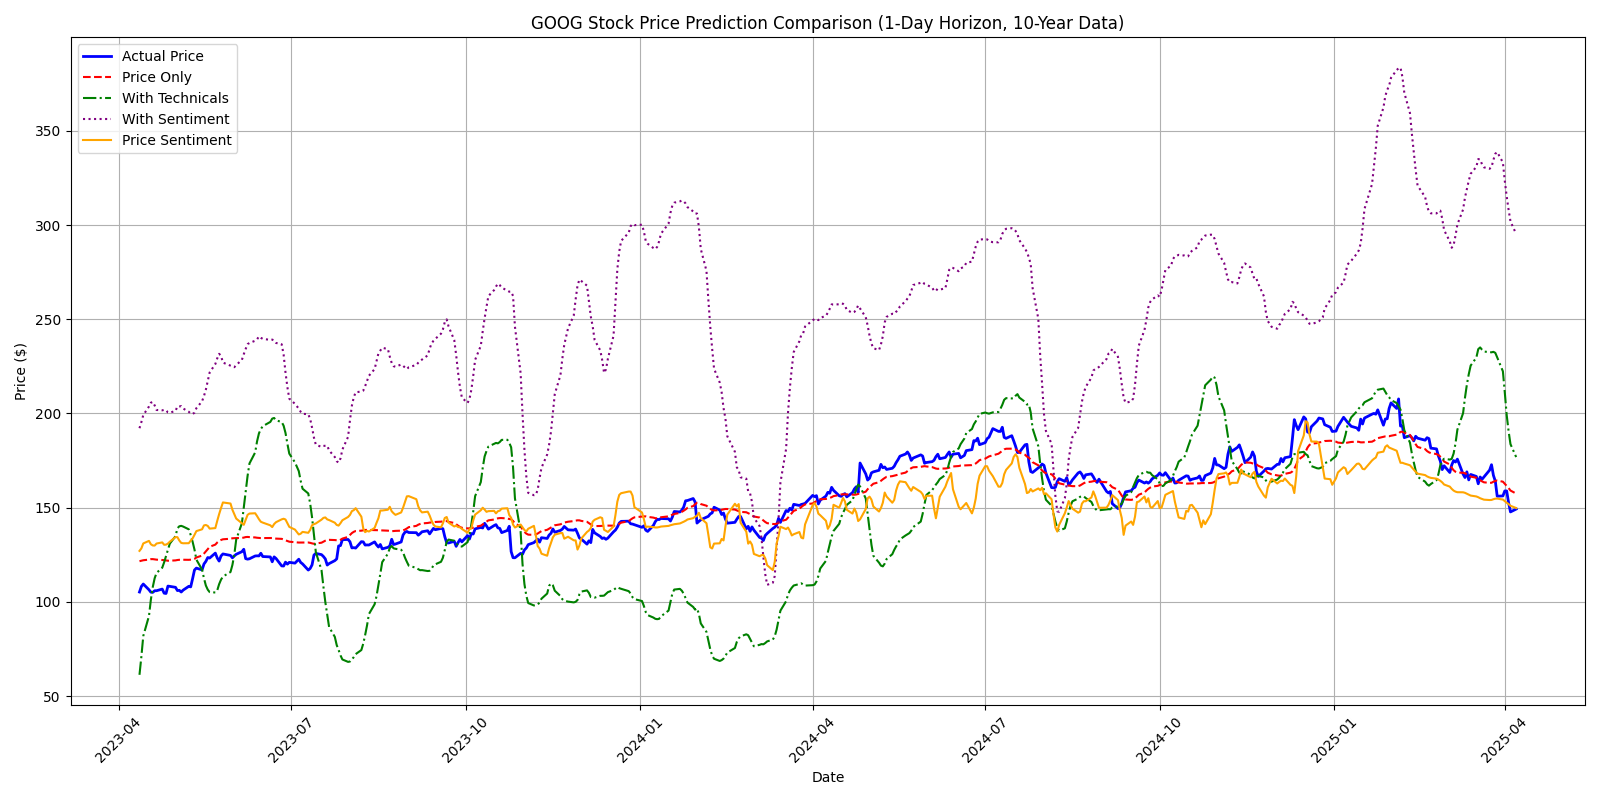 GOOG Stock Price Prediction Comparison (1-Day Horizon, 10-Year Data)
Actual Price
Price Only
With Technicals
With Sentiment
Price Sentiment
Price ($)
350
300
250
200
150
100
50
2023-04
2023-07
2023-10
2024-01
2024-04
2024-07
2024-10
2025-01
2025-04
Date